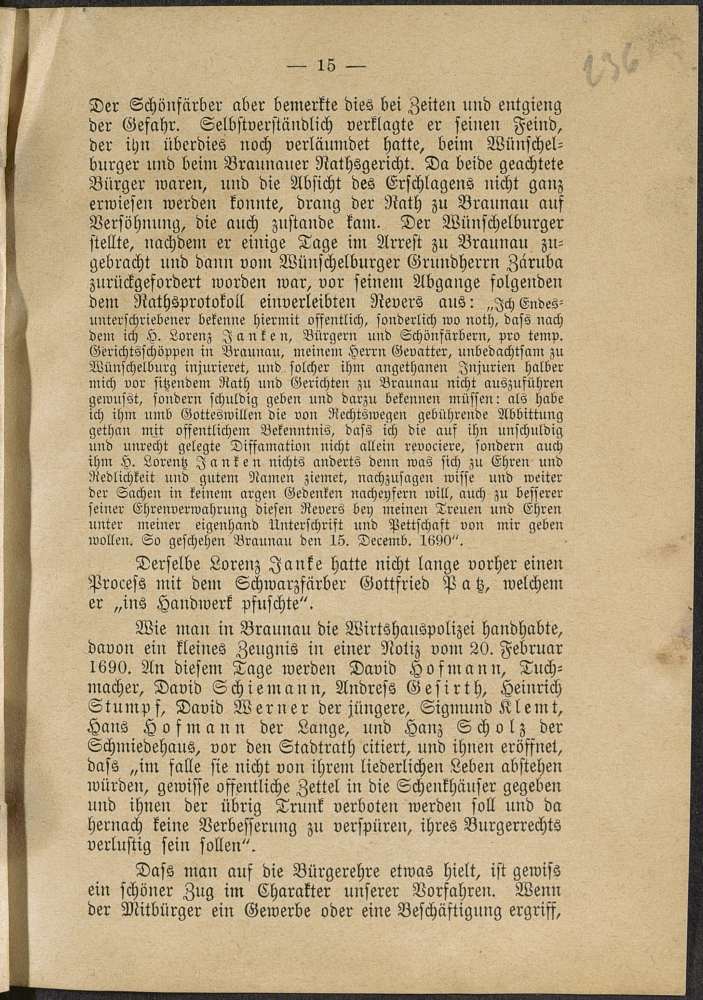 — 15 —
236
Der Schönfärber aber bemerkte dies bei Zeiten und entgieng
der Gefahr. Selbstverständlich verklagte er seinen Feind,
der ihn überdies noch verläumdet hatte, beim Wünschel-
burger und beim Braunauer Rathsgericht. Da beide geachtete
Bürger waren, und die Absicht des Erschlagens nicht ganz
erwiesen werden konnte, drang der Rath zu Braunau auf
Versöhnung, die auch zustande kam. Der Wünschelburger
stellte, nachdem er einige Tage im Arrest zu Braunau zu-
gebracht und dann vom Wünschelburger Grundherrn Záruba
zurückgefordert worden war, vor seinem Abgange folgenden
dem Rathsprotokoll einverleibten Revers aus: „Ich Endes-
unterschriebener bekenne hiermit offentlich, sonderlich wo noth, dass nach
dem ich H. Lorenz Janken, Bürgern und Schönfärbern, pro temp.
Gerichtsschöppen in Braunau, meinem Herrn Gevatter, unbedachtsam zu
Wünschelburg injurieret, und solcher ihm angethanen Injurien halber
mich vor sitzendem Rath und Gerichten zu Braunau nicht auszuführen
gewusst, sondern schuldig geben und darzu bekennen müssen: als habe
ich ihm umb Gotteswillen die von Rechtswegen gebührende Abbittung
gethan mit offentlichem Bekenntnis, dass ich die auf ihn unschuldig
und unrecht gelegte Diffamation nicht allein revociere, sondern auch
ihm H. Lorentz Janken nichts anderts denn was sich zu Ehren und
Redlichkeit und gutem Namen ziemet, nachzusagen wisse und weiter
der Sachen in keinem argen Gedenken nacheyfern will, auch zu besserer
seiner Ehrenverwahrung diesen Revers bey meinen Treuen und Ehren
unter meiner eigenhand Unterschrift und Pettschaft von mir geben
wollen. So geschehen Braunau den 15. Decemb. 1690“.
Derselbe Lorenz Janke hatte nicht lange vorher einen
Process mit dem Schwarzfärber Gottfried Patz, welchem
er „ins Handwerk pfuschte“.
Wie man in Braunau die Wirtshauspolizei handhabte,
davon ein kleines Zeugnis in einer Notiz vom 20. Februar
1690. An diesem Tage werden David Hofmann, Tuch-
macher, David Schiemann, Andress Gesirth, Heinrich
Stumpf, David Werner der jüngere, Sigmund Klemt,
Hans Hofmann der Lange, und Hanz Scholz der
Schmiedehans, vor den Stadtrath citiert, und ihnen eröffnet,
dass „im falle sie nicht von ihrem liederlichen Leben abstehen
würden, gewisse offentliche Zettel in die Schenkhäuser gegeben
und ihnen der übrig Trunk verboten werden soll und da
hernach keine Verbesserung zu verspüren, ihres Burgerrechts
verlustig sein sollen“.
Dass man auf die Bürgerehre etwas hielt, ist gewiss
ein schöner Zug im Charakter unserer Vorfahren. Wenn
der Mitbürger ein Gewerbe oder eine Beschäftigung ergriff,